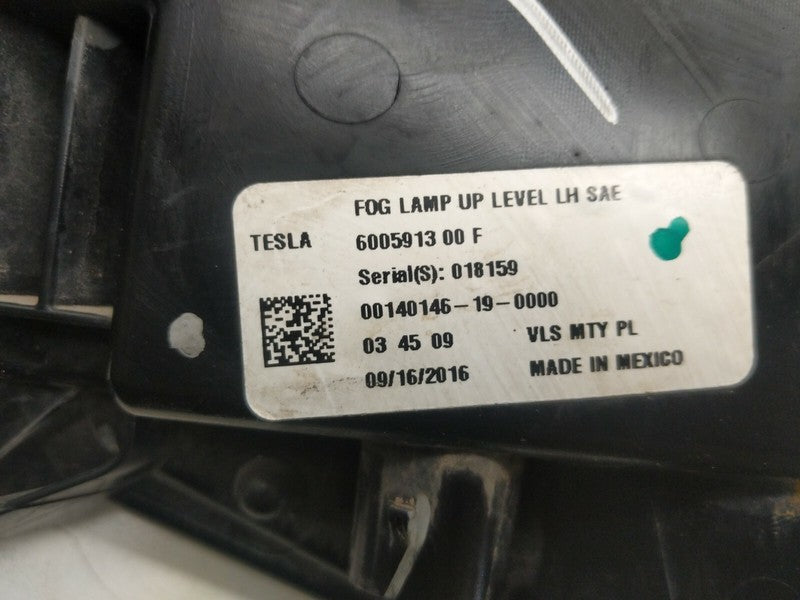 FOG LAMP UP LEVEL LH SAE
TESLA 6005913 00 F
Serial(S): 018159
00140146-19-0000
03 45 09 VLS MTY PL
09/16/2016 MADE IN MEXICO